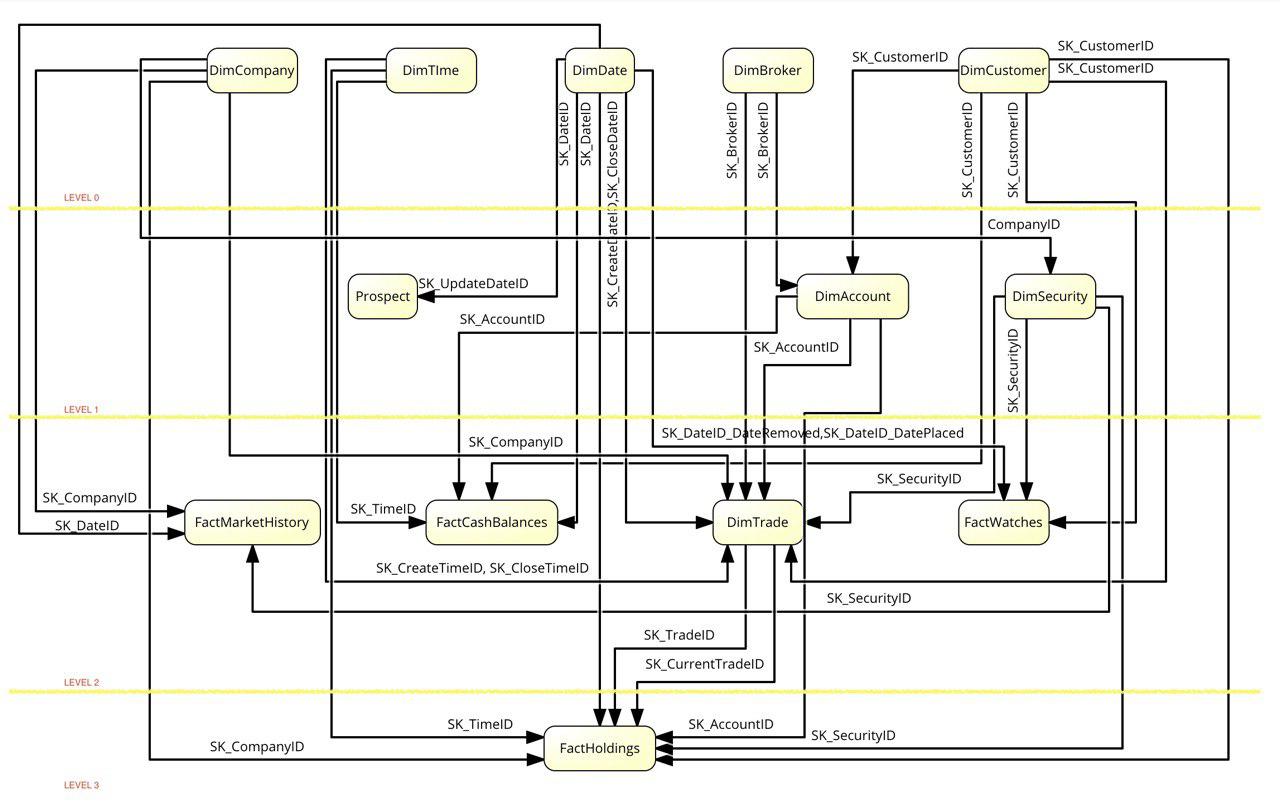 SK_CustomerID
SK_CustomerID
DimCompany
DimTIme
DimDate
DimBroker
SK_CustomerID
DimCustomer
SK_CustomerID
SK_DateID
SK_DateID
SK_CreateDateID,SK_CloseDateID
SK_BrokerID
SK_BrokerID
SK_CustomerID
SK_CustomerID
LEVEL 0
CompanyID
Prospect
SK_UpdateDateID
DimAccount
DimSecurity
SK_AccountID
SK_AccountID
SK_SecurityID
LEVEL 1
SK_DateID_DateRemoved,SK_DateID_DatePlaced
SK_CompanyID
SK_SecurityID
SK_CompanyID
SK_DateID
FactMarketHistory
SK_TimeID
FactCashBalances
DimTrade
FactWatches
SK_CreateTimeID, SK_CloseTimeID
SK_SecurityID
SK_TradeID
SK_CurrentTradeID
LEVEL 2
SK_TimeID
SK_AccountID
SK_SecurityID
SK_CompanyID
FactHoldings
LEVEL 3